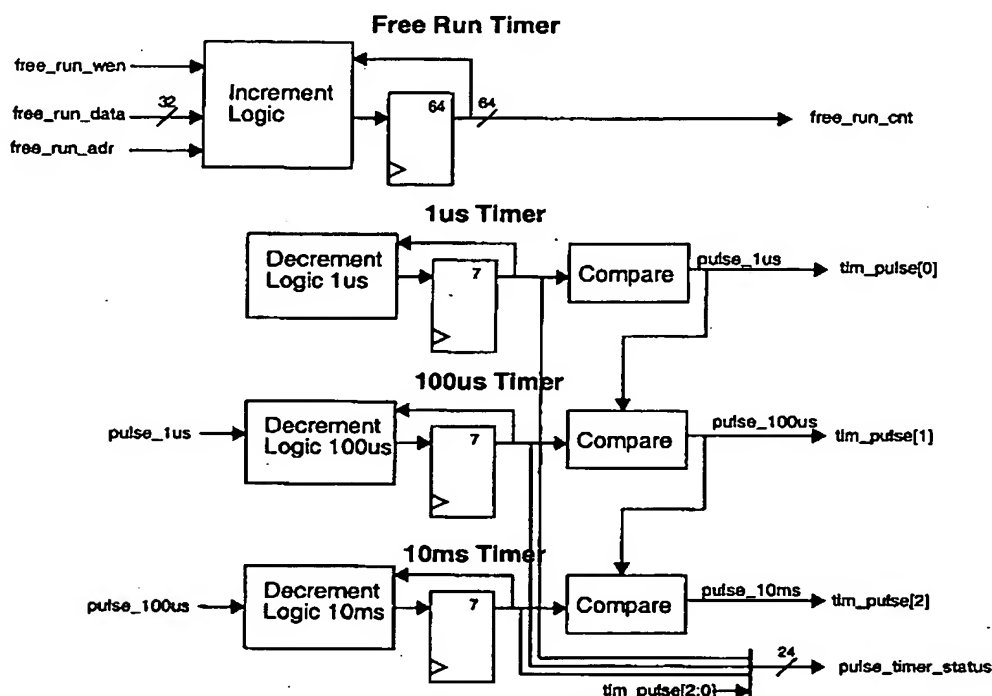 Free Run Timer
free_run_wen
free_run_data
32
free_run_adr
Increment
Logic
64
64
free_run_cnt
1us Timer
Decrement
Logic 1us
7
Compare
pulse_1us
tim_pulse[0]
100us Timer
pulse_1us
Decrement
Logic 100us
7
Compare
pulse_100us
tim_pulse[1]
10ms Timer
pulse_100us
Decrement
Logic 10ms
7
Compare
pulse_10ms
tim_pulse[2]
24
pulse_timer_status
tim_pulse[2:0]